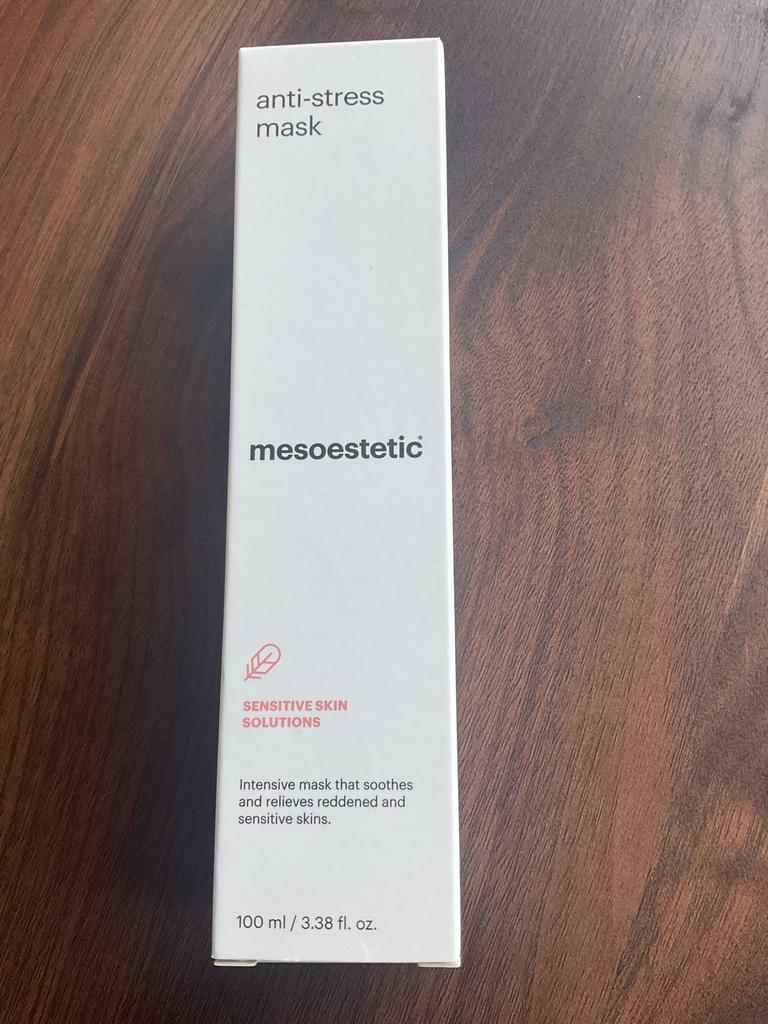 anti-stress
mask
mesoestetic®
SENSITIVE SKIN
SOLUTIONS
Intensive mask that soothes
and relieves reddened and
sensitive skins.
100 ml / 3.38 fl. oz.